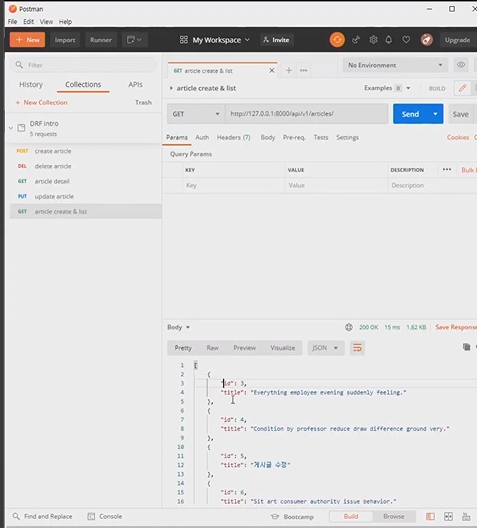 Postman
File Edit View Help
+ New Import Runner My Workspace Invite Upgrade
Filter
History Collections APIs
+ New Collection Trash
DRF intro
5 requests
POST create article
DEL delete article
GET article detail
PUT update article
GET article create & list
GET article create & list
No Environment
article create & list Examples 0 BUILD
GET http://127.0.0.1:8000/api/v1/articles/ Send Save
Params Auth Headers (7) Body Pre-req. Tests Settings Cookies
Query Params
KEY VALUE DESCRIPTION ••• Bulk
Key Value Description
Body 200 OK 15 ms 1.62 KB Save Response
Pretty Raw Preview Visualize JSON
1 [
2 {
3 "id": 3,
4 "title": "Everything employee evening suddenly feeling."
5 },
6 {
7 "id": 4,
8 "title": "Condition by professor reduce draw difference ground very."
9 },
10 {
11 "id": 5,
12 "title": "게시글 수정"
13 },
14 {
15 "id": 6,
16 "title": "Sit art consumer authority issue behavior."
Find and Replace Console Bootcamp Build Browse